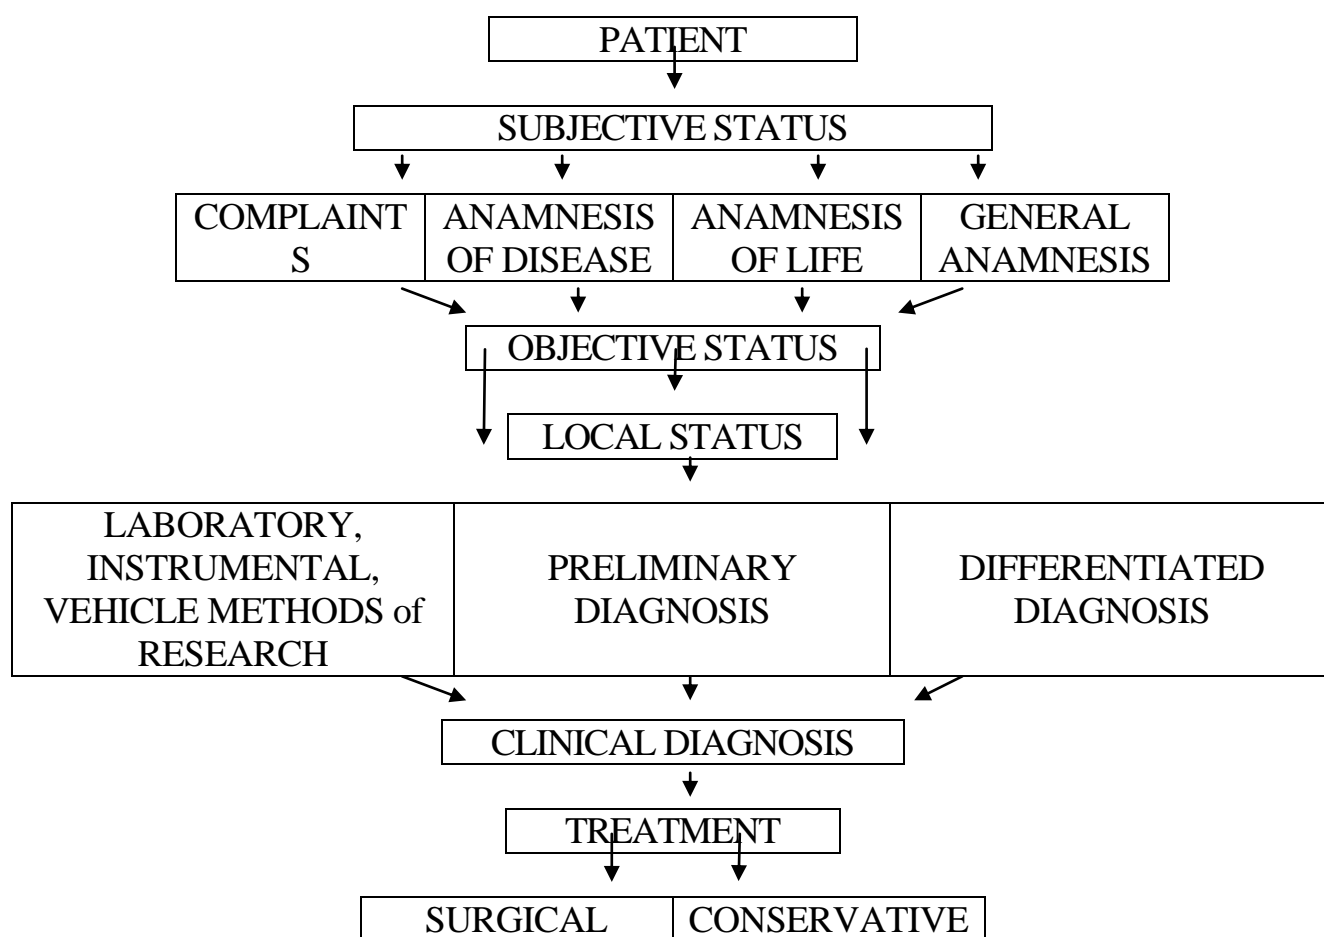 PATIENT
SUBJECTIVE STATUS
COMPLAINT
S
ANAMNESIS
OF DISEASE
ANAMNESIS
OF LIFE
GENERAL
ANAMNESIS
OBJECTIVE STATUS
LOCAL STATUS
LABORATORY,
INSTRUMENTAL,
VEHICLE METHODS of
RESEARCH
PRELIMINARY
DIAGNOSIS
DIFFERENTIATED
DIAGNOSIS
CLINICAL DIAGNOSIS
TREATMENT
SURGICAL
CONSERVATIVE